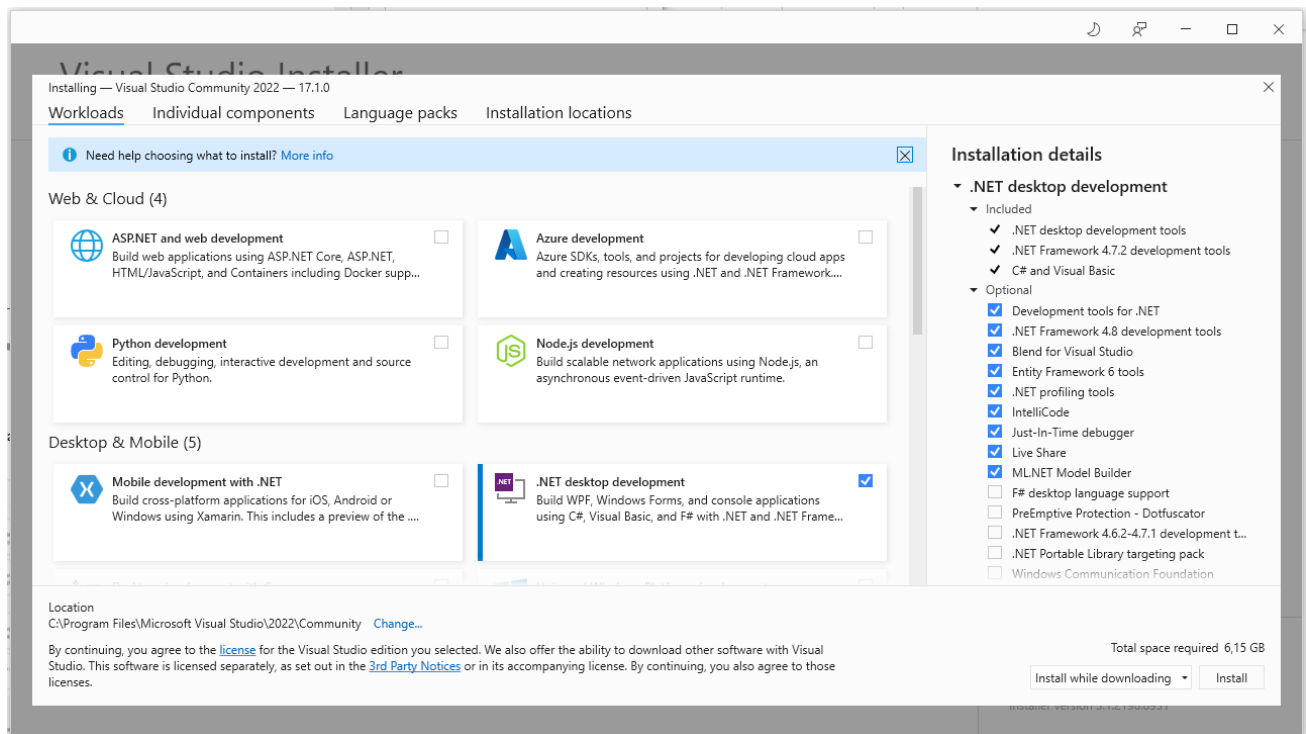 Visual Studio Installer
Installing — Visual Studio Community 2022 — 17.1.0
Workloads Individual components Language packs Installation locations
Need help choosing what to install? More info
Web & Cloud (4)
ASP.NET and web development
Build web applications using ASP.NET Core, ASP.NET,
HTML/JavaScript, and Containers including Docker supp...
Azure development
Azure SDKs, tools, and projects for developing cloud apps
and creating resources using .NET and .NET Framework....
Python development
Editing, debugging, interactive development and source
control for Python.
Node.js development
Build scalable network applications using Node.js, an
asynchronous event-driven JavaScript runtime.
Desktop & Mobile (5)
Mobile development with .NET
Build cross-platform applications for iOS, Android or
Windows using Xamarin. This includes a preview of the ....
.NET
.NET desktop development
Build WPF, Windows Forms, and console applications
using C#, Visual Basic, and F# with .NET and .NET Frame...
Installation details
.NET desktop development
Included
.NET desktop development tools
.NET Framework 4.7.2 development tools
C# and Visual Basic
Optional
Development tools for .NET
.NET Framework 4.8 development tools
Blend for Visual Studio
Entity Framework 6 tools
.NET profiling tools
IntelliCode
Just-In-Time debugger
Live Share
ML.NET Model Builder
F# desktop language support
PreEmptive Protection - Dotfuscator
.NET Framework 4.6.2-4.7.1 development t...
.NET Portable Library targeting pack
Windows Communication Foundation
Location
C:\Program Files\Microsoft Visual Studio\2022\Community Change...
By continuing, you agree to the license for the Visual Studio edition you selected. We also offer the ability to download other software with Visual
Studio. This software is licensed separately, as set out in the 3rd Party Notices or in its accompanying license. By continuing, you also agree to those
licenses.
Total space required 6,15 GB
Install while downloading Install